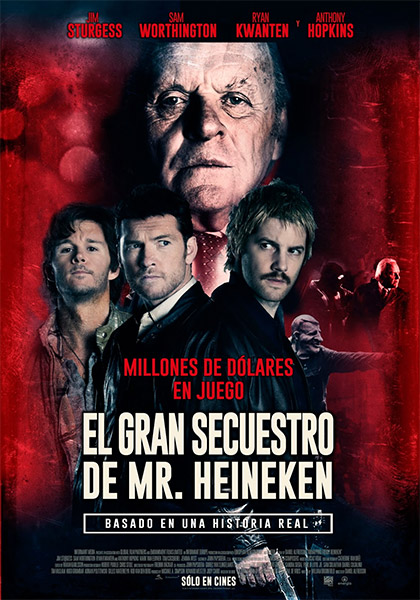 JIM STURGESS
SAM WORTHINGTON
RYAN KWANTEN
Y
ANTHONY HOPKINS
MILLONES DE DÓLARES
EN JUEGO
EL GRAN SECUESTRO
DE MR. HEINEKEN
BASADO EN UNA HISTORIA REAL
SÓLO EN CINES